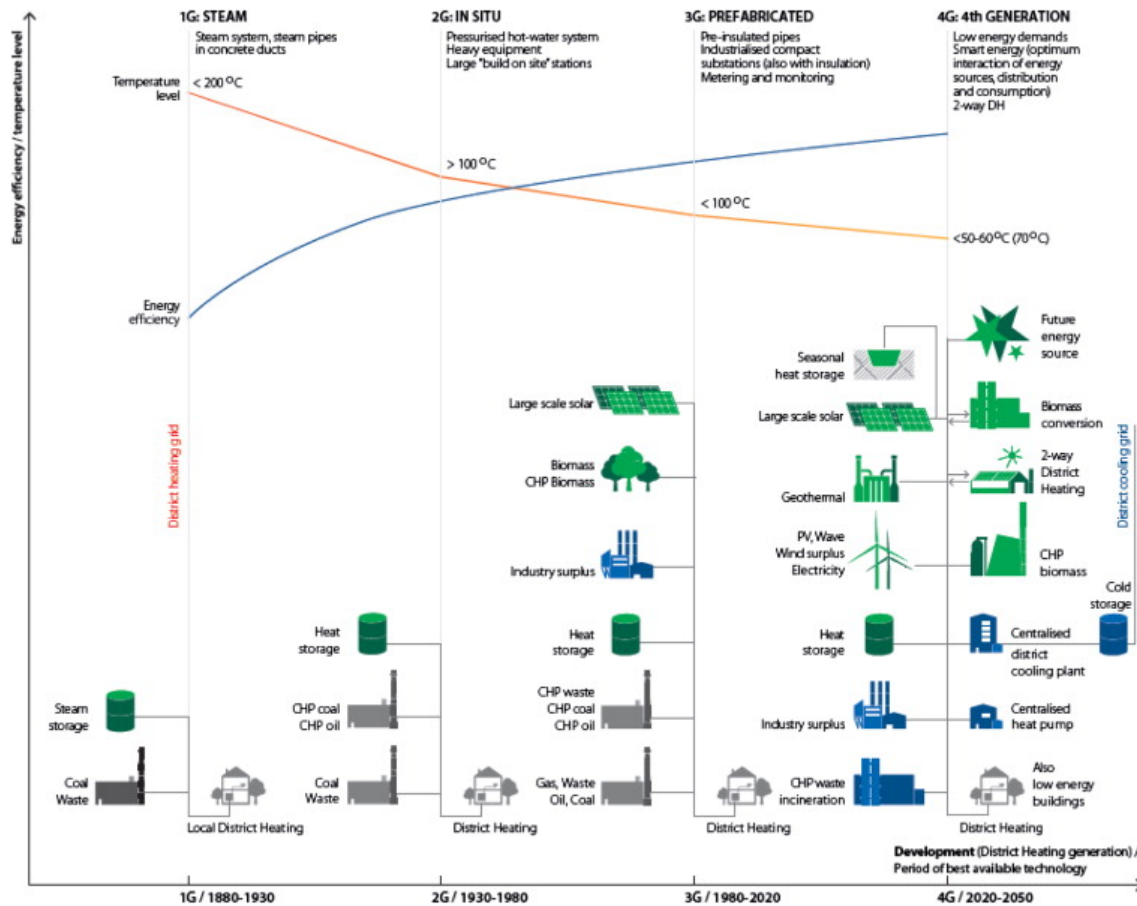 1G: STEAM
Steam system, steam pipes
in concrete ducts
2G: IN SITU
Pressurised hot-water system
Heavy equipment
Large "build on site" stations
3G: PREFABRICATED
Pre-insulated pipes
Industrialised compact
substations (also with insulation)
Metering and monitoring
4G: 4th GENERATION
Low energy demands
Smart energy (optimum
interaction of energy
sources, distribution
and consumption)
2-way DH
Energy efficiency / temperature level
Temperature
level
< 200 °C
> 100 °C
< 100 °C
<50-60°C (70°C)
Energy
efficiency
District heating grid
Steam
storage
Coal
Waste
Local District Heating
Heat
storage
CHP coal
CHP oil
Coal
Waste
District Heating
Large scale solar
Biomass
CHP Biomass
Industry surplus
Heat
storage
CHP waste
CHP coal
CHP oil
Gas, Waste
Oil, Coal
District Heating
Seasonal
heat storage
Large scale solar
Geothermal
PV, Wave
Wind surplus
Electricity
Heat
storage
Industry surplus
CHP waste
incineration
Future
energy
source
Biomass
conversion
2-way
District
Heating
CHP
biomass
Centralised
district
cooling plant
Centralised
heat pump
Also
low energy
buildings
District Heating
District cooling grid
Cold
storage
Development (District Heating generation) /
Period of best available technology
1G / 1880-1930
2G / 1930-1980
3G / 1980-2020
4G / 2020-2050